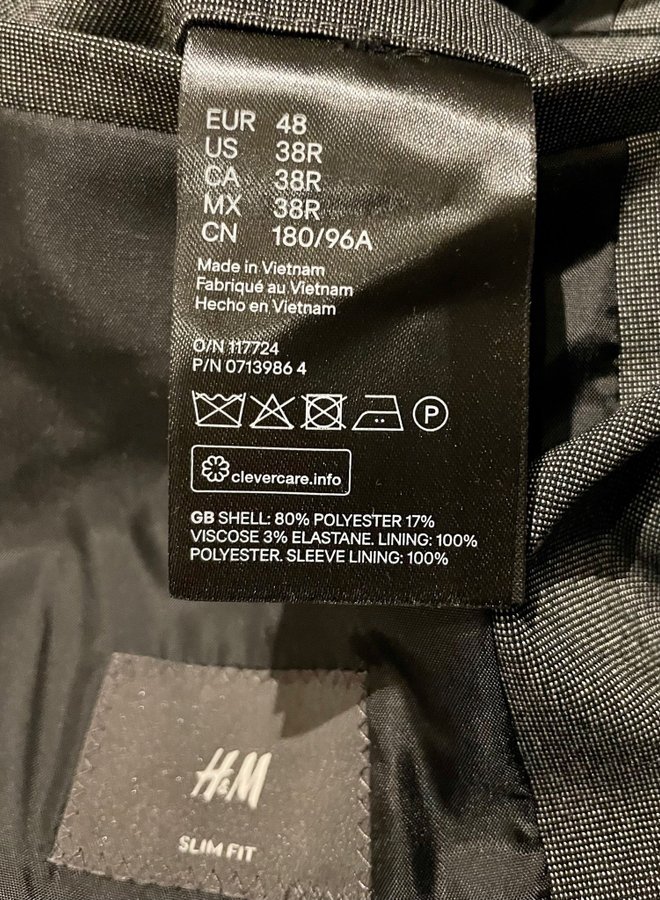 EUR 48
US 38R
CA 38R
MX 38R
CN 180/96A
Made in Vietnam
Fabriqué au Vietnam
Hecho en Vietnam
O/N 117724
P/N 0713986 4
P
clevercare.info
GB SHELL: 80% POLYESTER 17%
VISCOSE 3% ELASTANE. LINING: 100%
POLYESTER. SLEEVE LINING: 100%
H&M
SLIM FIT